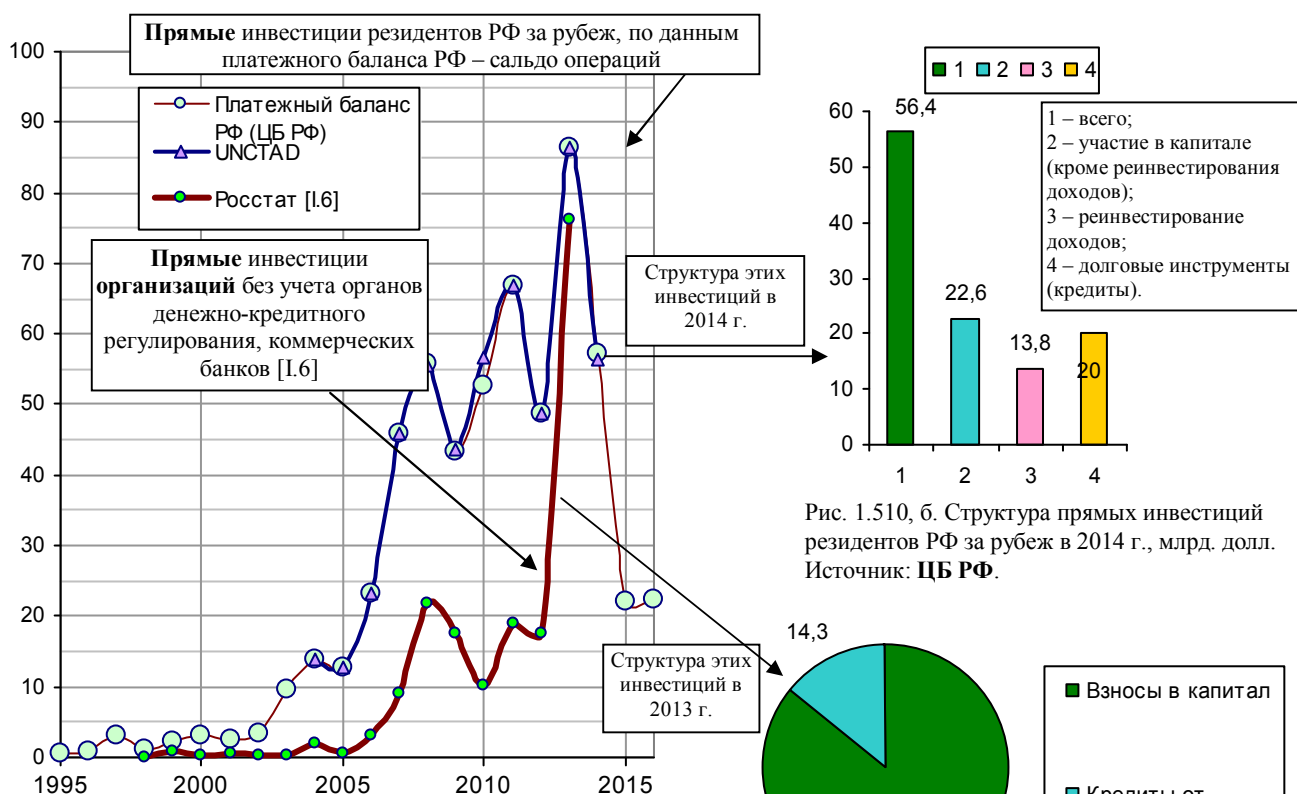 Прямые инвестиции резидентов РФ за рубеж, по данным
платежного баланса РФ – сальдо операций
Платежный баланс
РФ (ЦБ РФ)
UNCTAD
Росстат [I.6]
Прямые инвестиции
организаций без учета органов
денежно-кредитного
регулирования, коммерческих
банков [I.6]
Структура этих
инвестиций в
2014 г.
Структура этих
инвестиций в
2013 г.
100
90
80
70
60
50
40
30
20
10
0
1995 2000 2005 2010 2015
1 2 3 4
1 – всего;
2 – участие в капитале
(кроме реинвестирования
доходов);
3 – реинвестирование
доходов;
4 – долговые инструменты
(кредиты).
60
50
40
30
20
10
0
56,4
22,6
13,8
20
1 2 3 4
Рис. 1.510, б. Структура прямых инвестиций
резидентов РФ за рубеж в 2014 г., млрд. долл.
Источник: ЦБ РФ.
14,3
Взносы в капитал